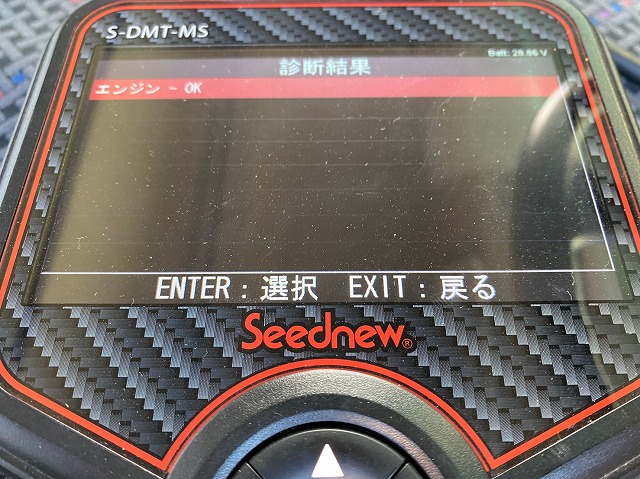 S-DMT-MS
Batt: 28.86 V
診断結果
エンジン - OK
ENTER : 選択 EXIT : 戻る
Seednew®